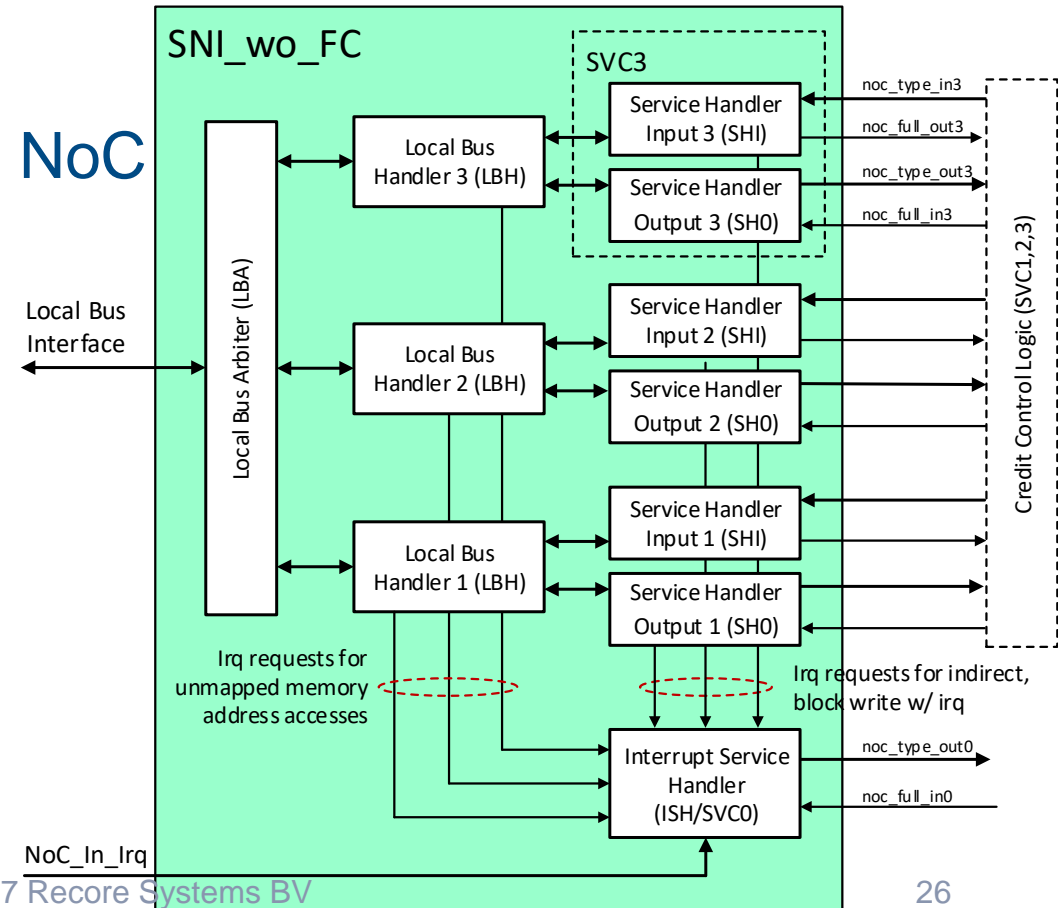 SNI_wo_FC
NoC
SVC3
Service Handler
Input 3 (SHI)
Service Handler
Output 3 (SH0)
Local Bus
Handler 3 (LBH)
noc_type_in3
noc_full_out3
noc_type_out3
noc_full_in3
Local Bus
Interface
Local Bus Arbiter (LBA)
Local Bus
Handler 2 (LBH)
Service Handler
Input 2 (SHI)
Service Handler
Output 2 (SH0)
Credit Control Logic (SVC1,2,3)
Local Bus
Handler 1 (LBH)
Service Handler
Input 1 (SHI)
Service Handler
Output 1 (SH0)
Irq requests for
unmapped memory
address accesses
Irq requests for indirect,
block write w/ irq
Interrupt Service
Handler
(ISH/SVC0)
noc_type_out0
noc_full_in0
NoC_In_Irq
7 Recore Systems BV
26